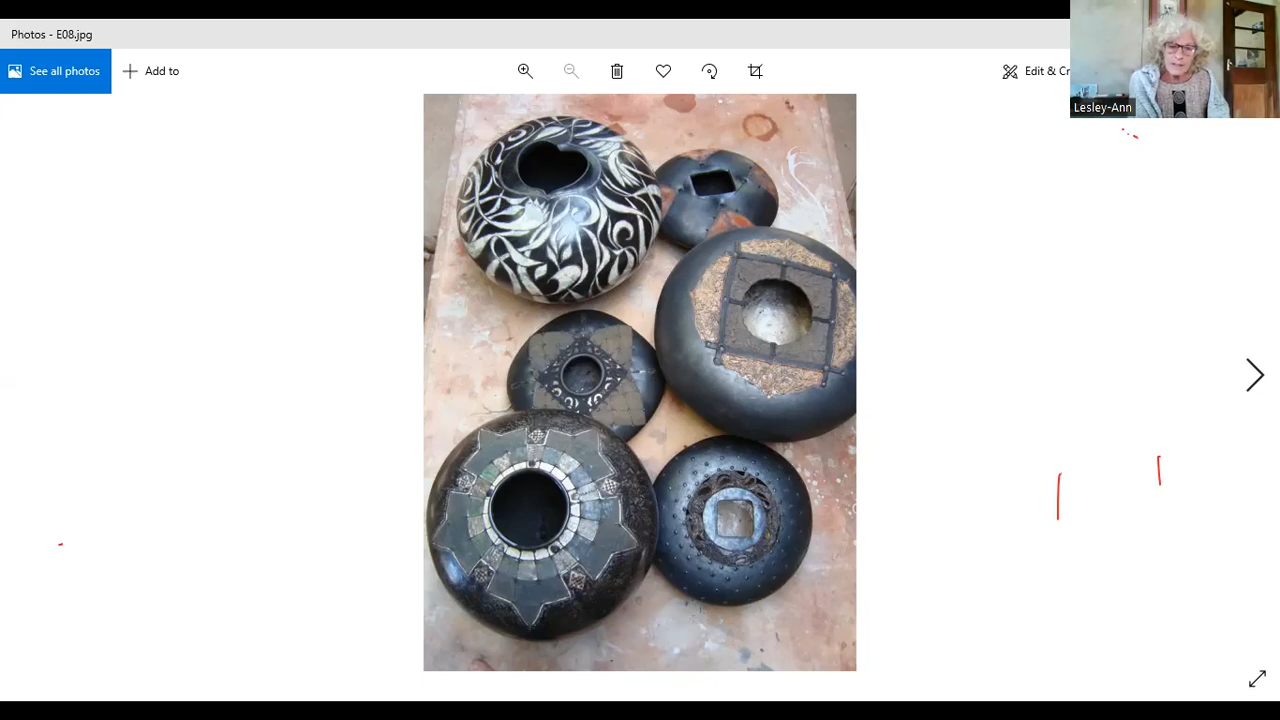 Photos - E08.jpg
See all photos
Add to
Edit & Cr
Lesley-Ann